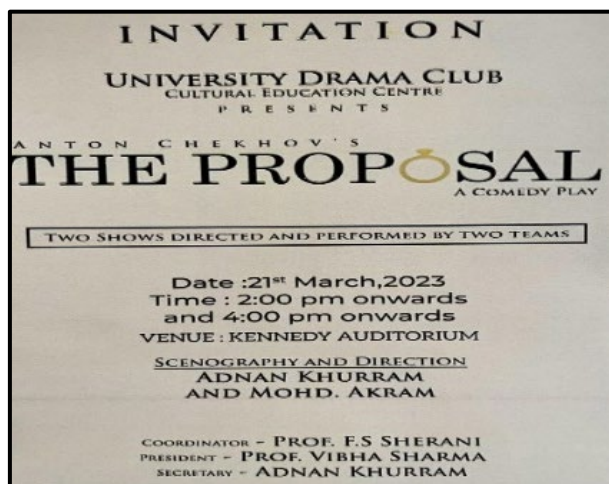 INVITATION
UNIVERSITY DRAMA CLUB
CULTURAL EDUCATION CENTRE
PRESENTS
ANTON CHEKHOV'S
THE PROPOSAL
A COMEDY PLAY
TWO SHOWS DIRECTED AND PERFORMED BY TWO TEAMS
Date :21st March,2023
Time : 2:00 pm onwards
and 4:00 pm onwards
VENUE : KENNEDY AUDITORIUM
SCENOGRAPHY AND DIRECTION
ADNAN KHURRAM
AND MOHD. AKRAM
COORDINATOR - PROF. F.S SHERANI
PRESIDENT - PROF. VIBHA SHARMA
SECRETARY - ADNAN KHURRAM